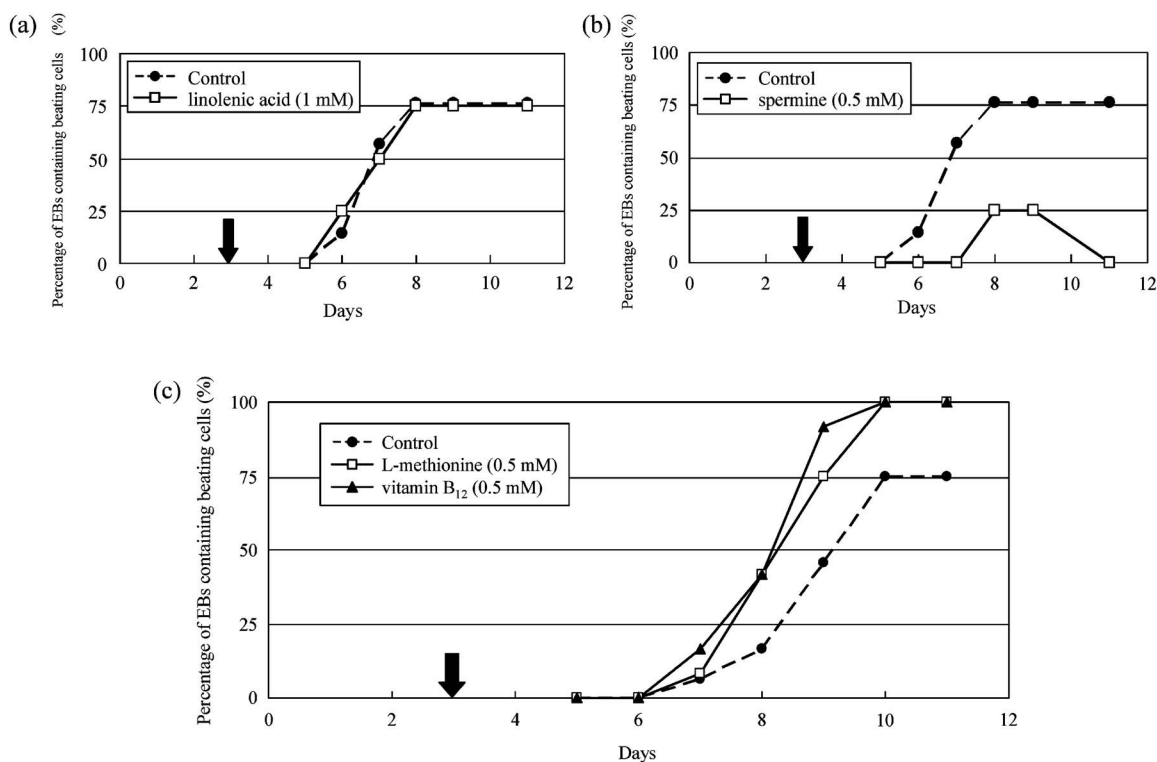 (a)
Percentage of EBs containing beating cells (%)
100
75
50
25
0
Control
linolenic acid (1 mM)
0 2 4 6 8 10 12
Days
(b)
Percentage of EBs containing beating cells (%)
100
75
50
25
0
Control
spermine (0.5 mM)
0 2 4 6 8 10 12
Days
(c)
Percentage of EBs containing beating cells (%)
100
75
50
25
0
Control
L-methionine (0.5 mM)
vitamin B₁₂ (0.5 mM)
0 2 4 6 8 10 12
Days